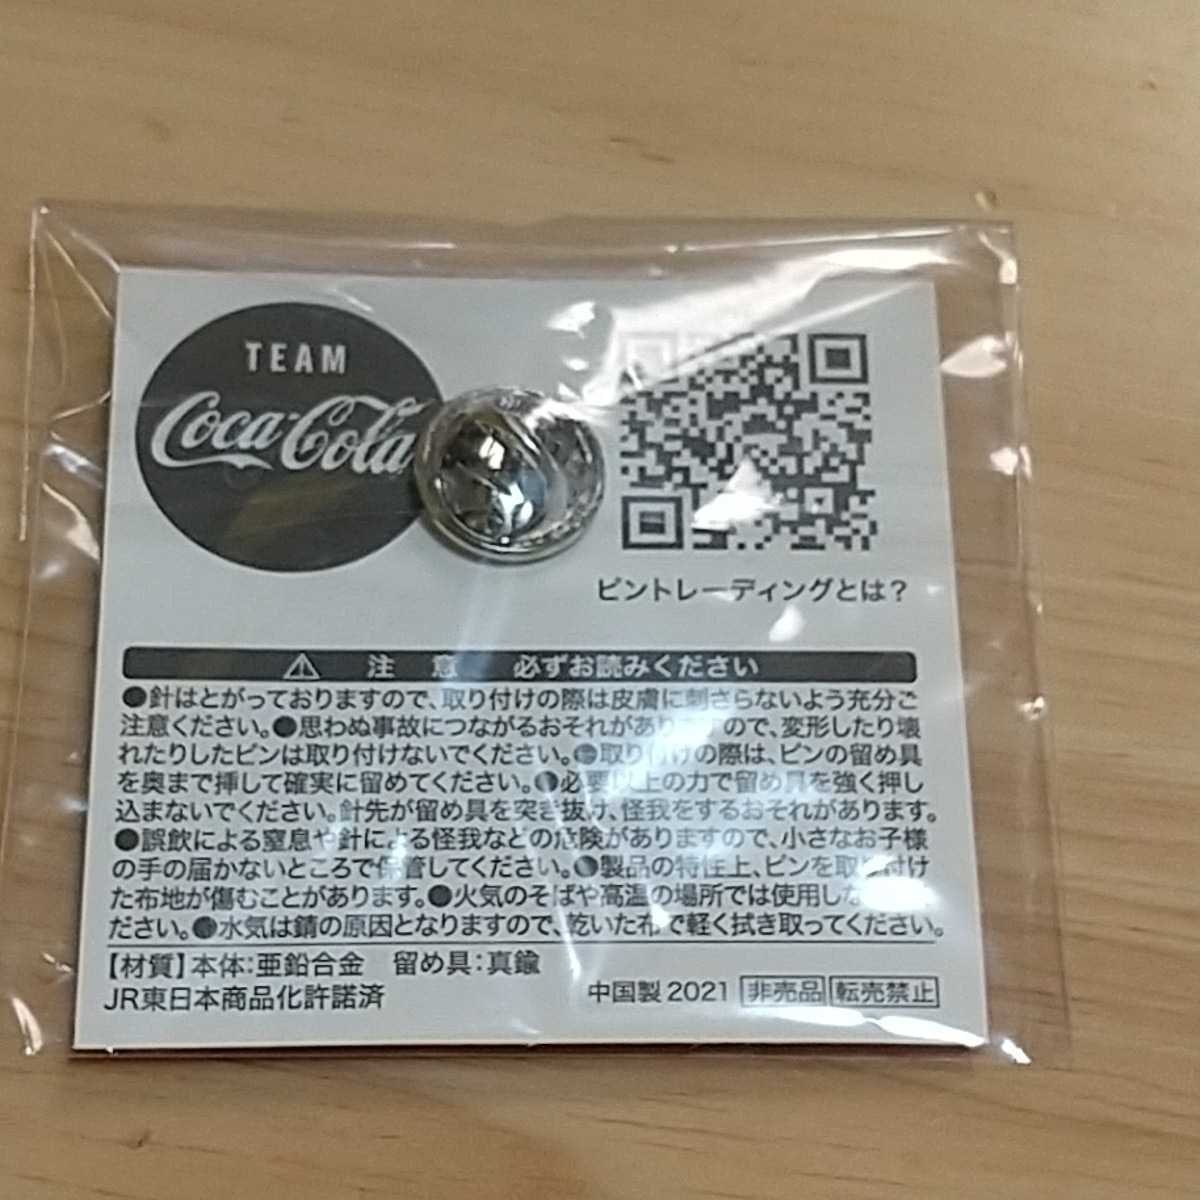 TEAM
Coca-Cola
ピントレーディングとは？
注 意 必ずお読みください
●針はとがっておりますので、取り付けの際は皮膚に刺さらないよう充分ご
注意ください。●思わぬ事故につながるおそれがありますので、変形したり壊
れたりしたピンは取り付けないでください。●取り付けの際は、ピンの留め具
を奥まで挿して確実に留めてください。●必要以上の力で留め具を強く押し
込まないでください。針先が留め具を突き抜け、怪我をするおそれがあります。
●誤飲による窒息や針による怪我などの危険がありますので、小さなお子様
の手の届かないところで保管してください。●製品の特性上、ピンを取り付け
た布地が傷むことがあります。●火気のそばや高温の場所では使用しな
ださい。●水気は錆の原因となりますので、乾いた布で軽く拭き取ってください。
【材質】本体：亜鉛合金 留め具：真鍮
JR東日本商品化許諾済
中国製 2021 非売品 転売禁止